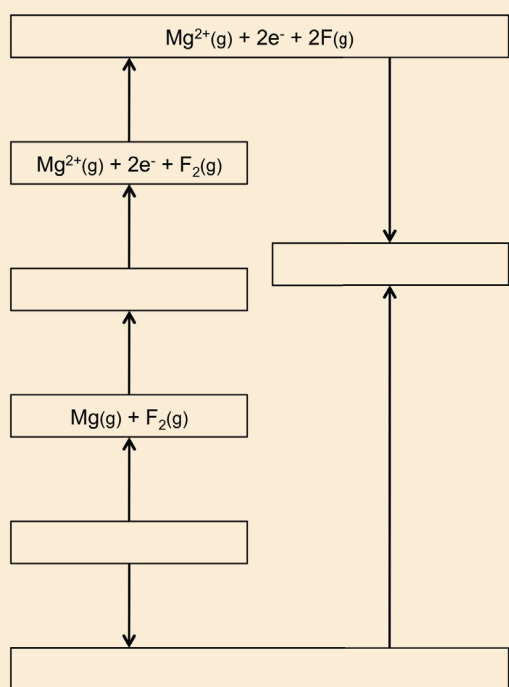 Mg²⁺(g) + 2e⁻ + 2F(g)
Mg²⁺(g) + 2e⁻ + F₂(g)
Mg(g) + F₂(g)